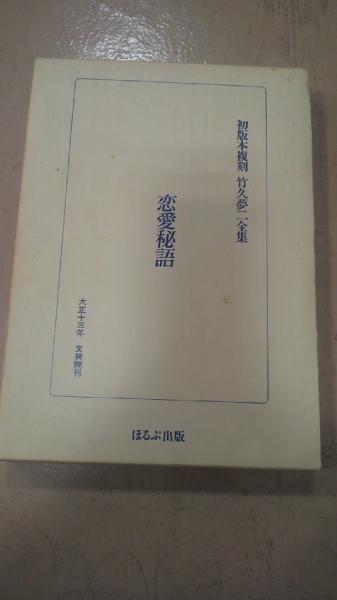 初版本複刻 竹久夢二全集
恋愛秘語
大正十三年 文興院刊
ほるぷ出版